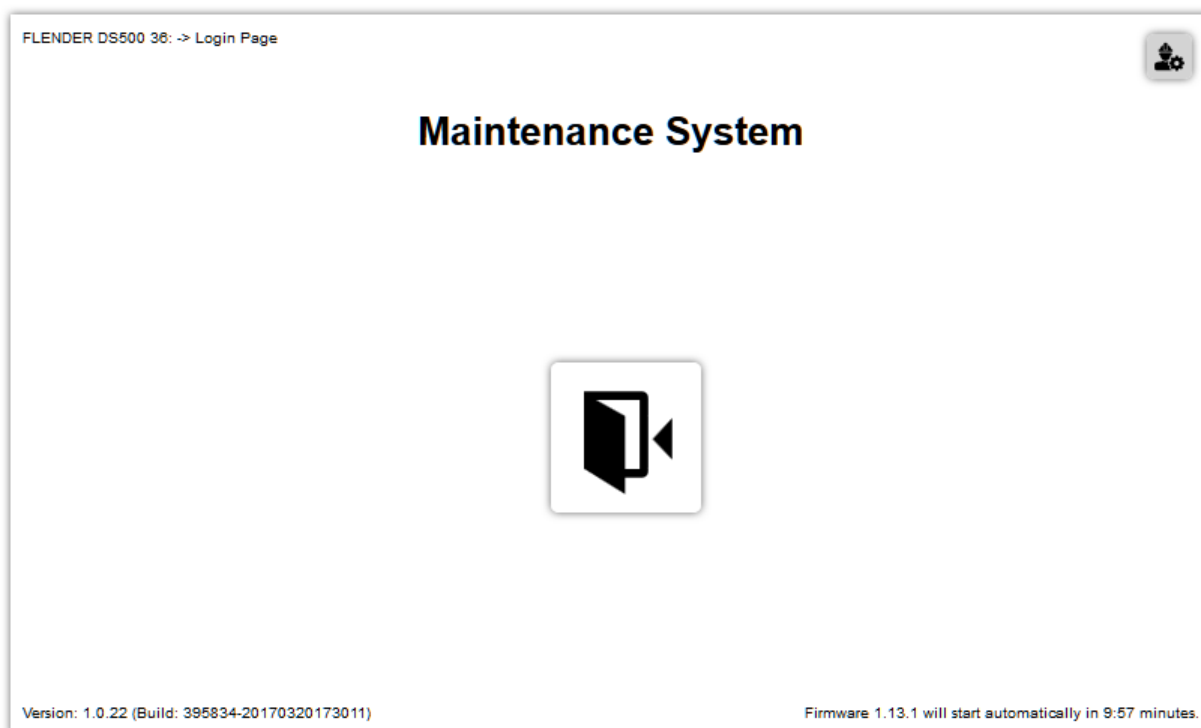 FLENDER DS500 36: -> Login Page
Maintenance System
Version: 1.0.22 (Build: 395834-20170320173011)
Firmware 1.13.1 will start automatically in 9:57 minutes.